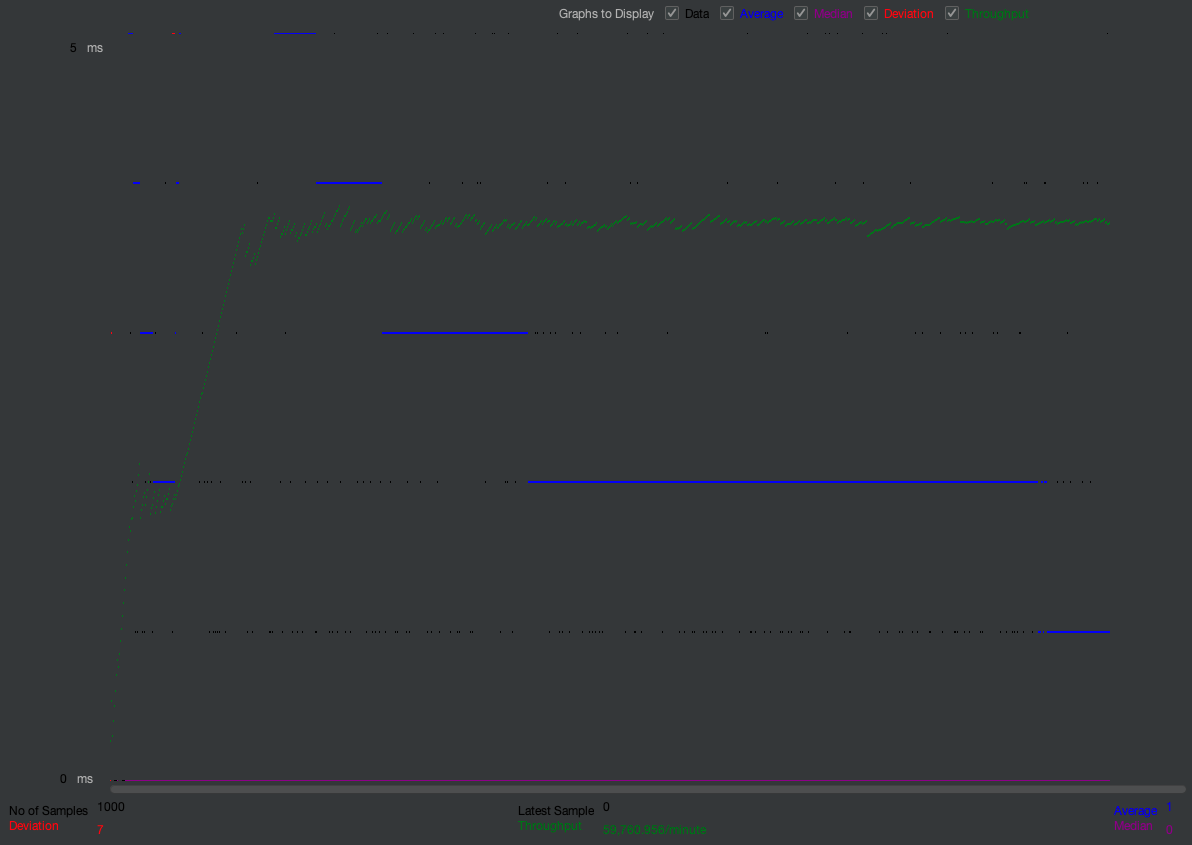 Graphs to Display Data Average Median Deviation Throughput
5 ms
0 ms
No of Samples 1000 Latest Sample 0 Average 1
Deviation 7 Throughput 59,760.956/minute Median 0